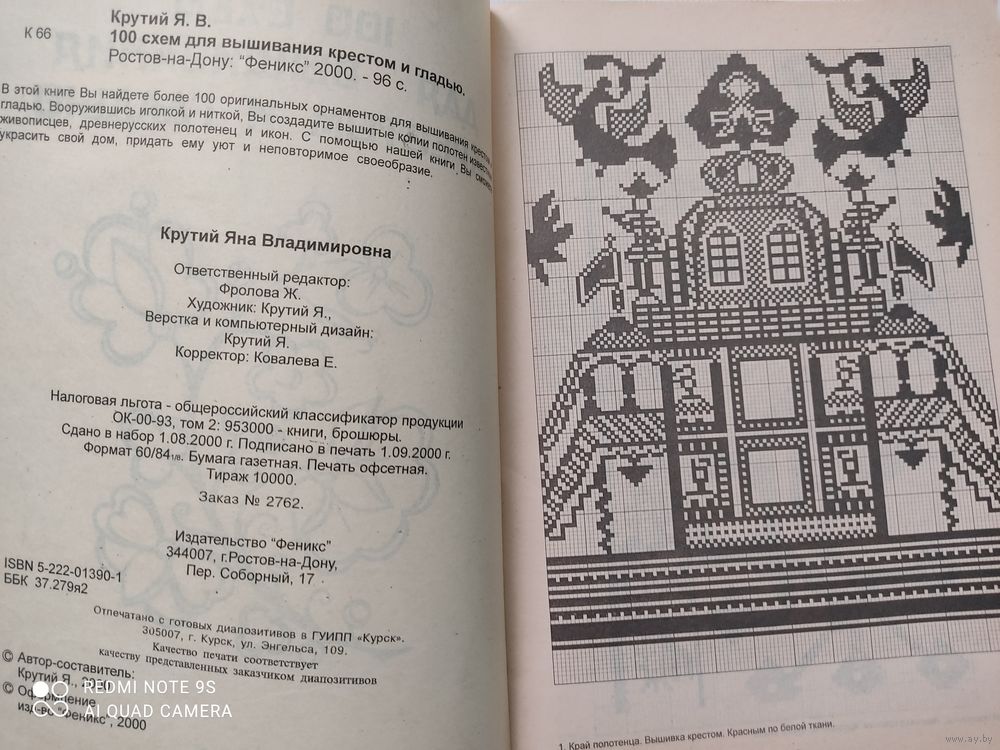 Крутий Я. В.
К 66
100 схем для вышивания крестом и гладью.
Ростов-на-Дону: "Феникс" 2000. - 96 с.
В этой книге Вы найдете более 100 оригинальных орнаментов для вышивания крестом и
гладью. Вооружившись иголкой и ниткой, Вы создадите вышитые копии полотен известных
живописцев, древнерусских полотенец и икон. С помощью нашей книги Вы сможете
украсить свой дом, придать ему уют и неповторимое своеобразие.
Крутий Яна Владимировна
Ответственный редактор:
Фролова Ж.
Художник: Крутий Я.,
Верстка и компьютерный дизайн:
Крутий Я.
Корректор: Ковалева Е.
Налоговая льгота - общероссийский классификатор продукции
ОК-00-93, том 2: 953000 - книги, брошюры.
Сдано в набор 1.08.2000 г. Подписано в печать 1.09.2000 г.
Формат 60/84 1/8. Бумага газетная. Печать офсетная.
Тираж 10000.
Заказ № 2762.
Издательство "Феникс"
344007, г.Ростов-на-Дону,
Пер. Соборный, 17
ISBN 5-222-01390-1
ББК 37.279я2
Отпечатано с готовых диапозитивов в ГУИПП «Курск».
305007, г. Курск, ул. Энгельса, 109.
Качество печати соответствует
качеству представленных заказчиком диапозитивов
© Автор-составитель:
Крутий Я., 2000
© Оформление
изд-во "Феникс", 2000
REDMI NOTE 9S
AI QUAD CAMERA
1. Край полотенца. Вышивка крестом. Красным по белой ткани.
www.ay.by